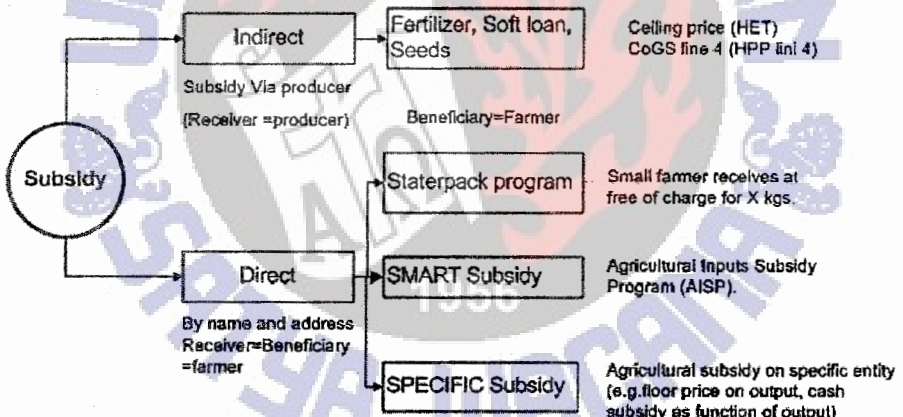 Indirect
Fertilizer, Soft loan,
Seeds
Ceiling price (HET)
CoGS line 4 (HPP lini 4)
Subsidy Via producer
(Receiver =producer)
Beneficiary=Farmer
Subsidy
Staterpack program
Small farmer receives at
free of charge for X kgs.
Direct
SMART Subsidy
Agricultural Inputs Subsidy
Program (AISP).
1956
By name and address
Receiver=Beneficiary
=farmer
SPECIFIC Subsidy
Agricultural subsidy on specific entity
(e.g.floor price on output, cash
subsidy as function of output)
SATYA WACANA